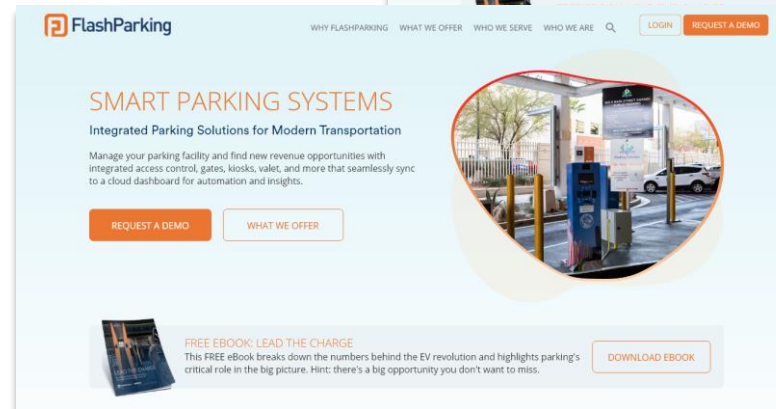 FlashParking
WHY FLASHPARKING WHAT WE OFFER WHO WE SERVE WHO WE ARE LOGIN REQUEST A DEMO
SMART PARKING SYSTEMS
Integrated Parking Solutions for Modern Transportation
Manage your parking facility and find new revenue opportunities with
integrated access control, gates, kiosks, valet, and more that seamlessly sync
to a cloud dashboard for automation and insights.
REQUEST A DEMO WHAT WE OFFER
FREE EBOOK: LEAD THE CHARGE
This FREE eBook breaks down the numbers behind the EV revolution and highlights parking's
critical role in the big picture. Hint: there's a big opportunity you don't want to miss.
DOWNLOAD EBOOK
LEAD THE CHARGE